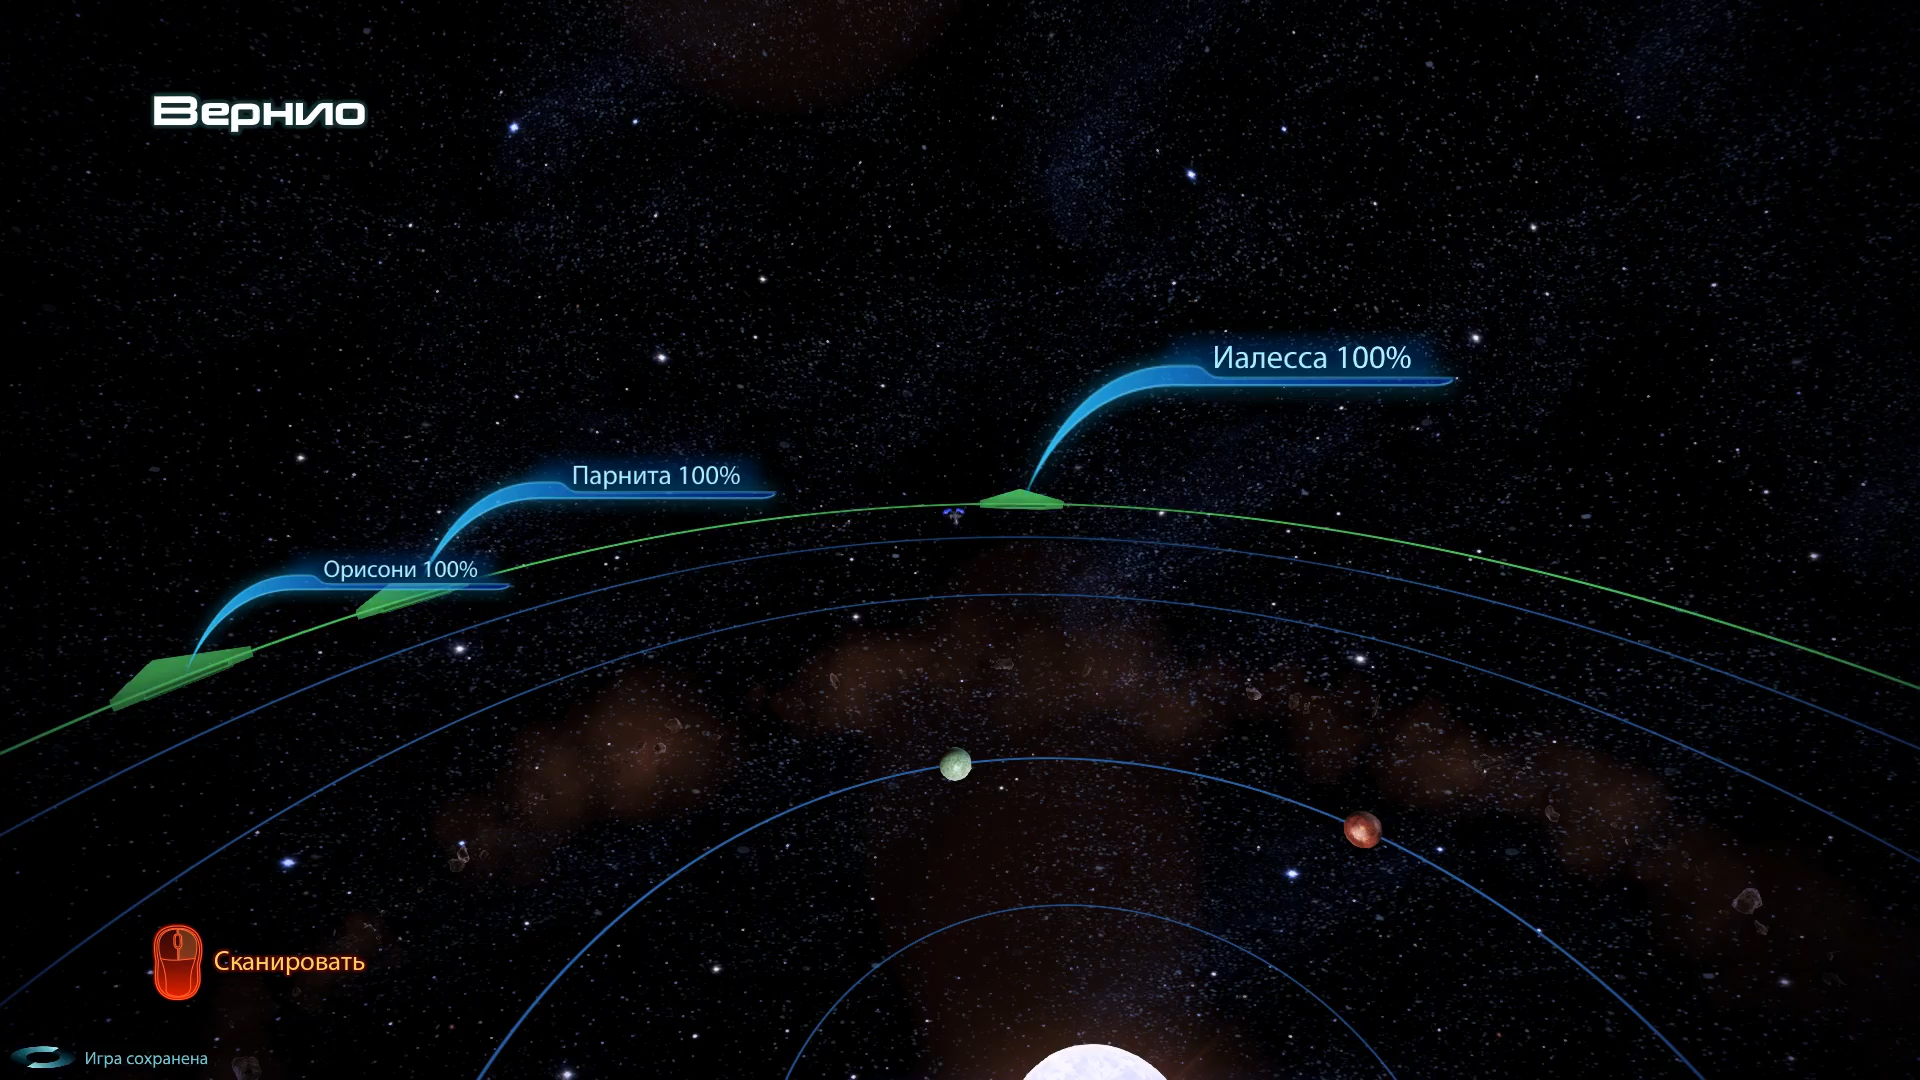 Вернио
Иалесса 100%
Парнита 100%
Орисони 100%
Сканировать
Игра сохранена